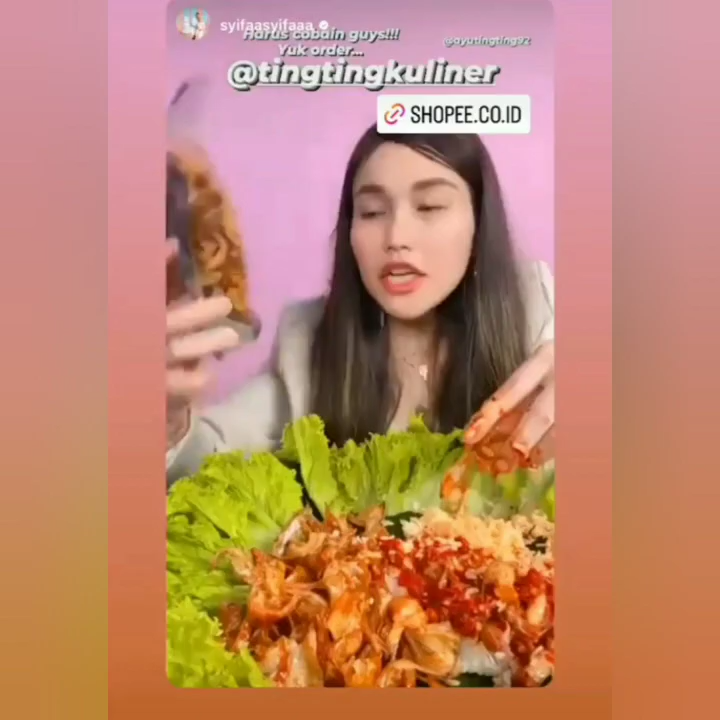 syifaasyifaaa
Harus cobain guys!!!
Yuk order...
@ayutingting92
@tingtingkuliner
SHOPEE.CO.ID